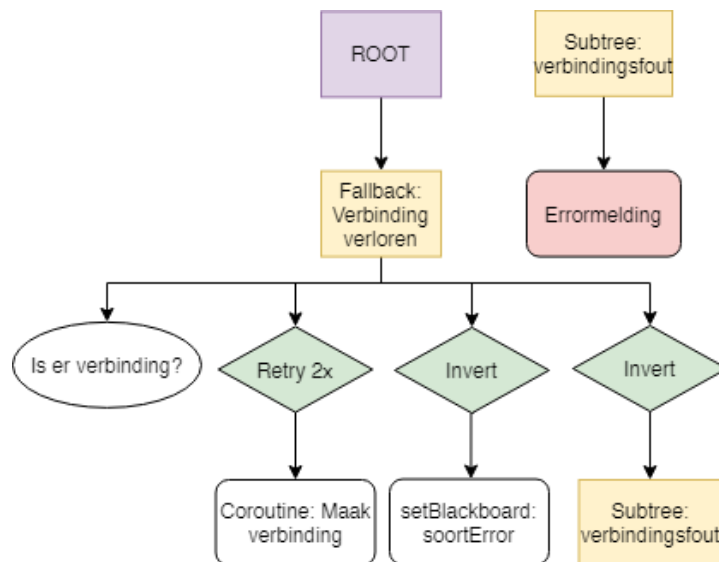 ROOT
Subtree:
verbindingsfout
Fallback:
Verbinding
verloren
Errormelding
Is er verbinding?
Retry 2x
Invert
Invert
Coroutine: Maak
verbinding
setBlackboard:
soortError
Subtree:
verbindingsfout